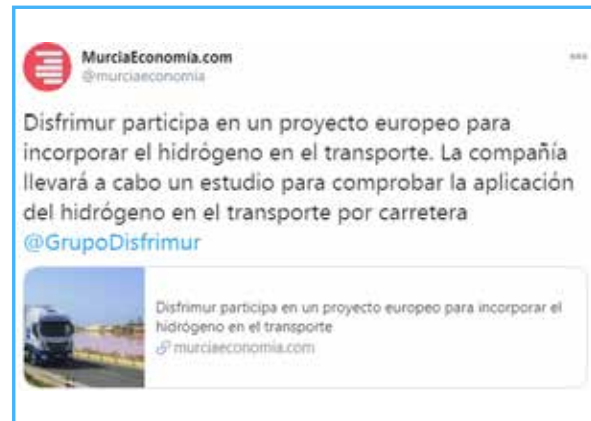 MurciaEconomía.com
@murciaeconomia
Disfrimur participa en un proyecto europeo para
incorporar el hidrógeno en el transporte. La compañía
llevará a cabo un estudio para comprobar la aplicación
del hidrógeno en el transporte por carretera
@GrupoDisfrimur
Disfrimur participa en un proyecto europeo para incorporar el
hidrógeno en el transporte
murciaeconomia.com